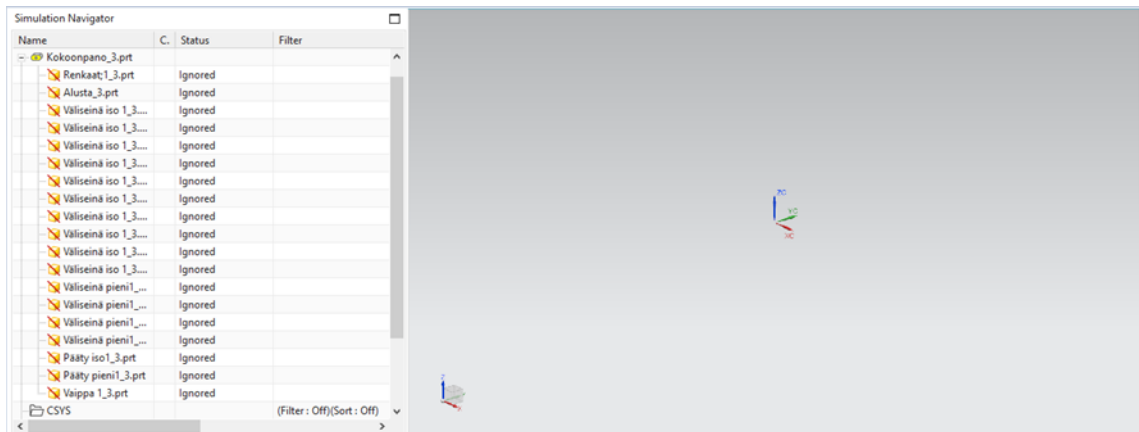 Simulation Navigator
Name C. Status Filter
Kokoonpano_3.prt
Renkaat;1_3.prt Ignored
Alusta_3.prt Ignored
Väliseinä iso 1_3.... Ignored
Väliseinä iso 1_3.... Ignored
Väliseinä iso 1_3.... Ignored
Väliseinä iso 1_3.... Ignored
Väliseinä iso 1_3.... Ignored
Väliseinä iso 1_3.... Ignored
Väliseinä iso 1_3.... Ignored
Väliseinä iso 1_3.... Ignored
Väliseinä iso 1_3.... Ignored
Väliseinä iso 1_3.... Ignored
Väliseinä pieni1_... Ignored
Väliseinä pieni1_... Ignored
Väliseinä pieni1_... Ignored
Väliseinä pieni1_... Ignored
Pääty iso1_3.prt Ignored
Pääty pieni1_3.prt Ignored
Vaippa 1_3.prt Ignored
CSYS (Filter : Off)(Sort : Off)
ZC
YC
XC
Z
X